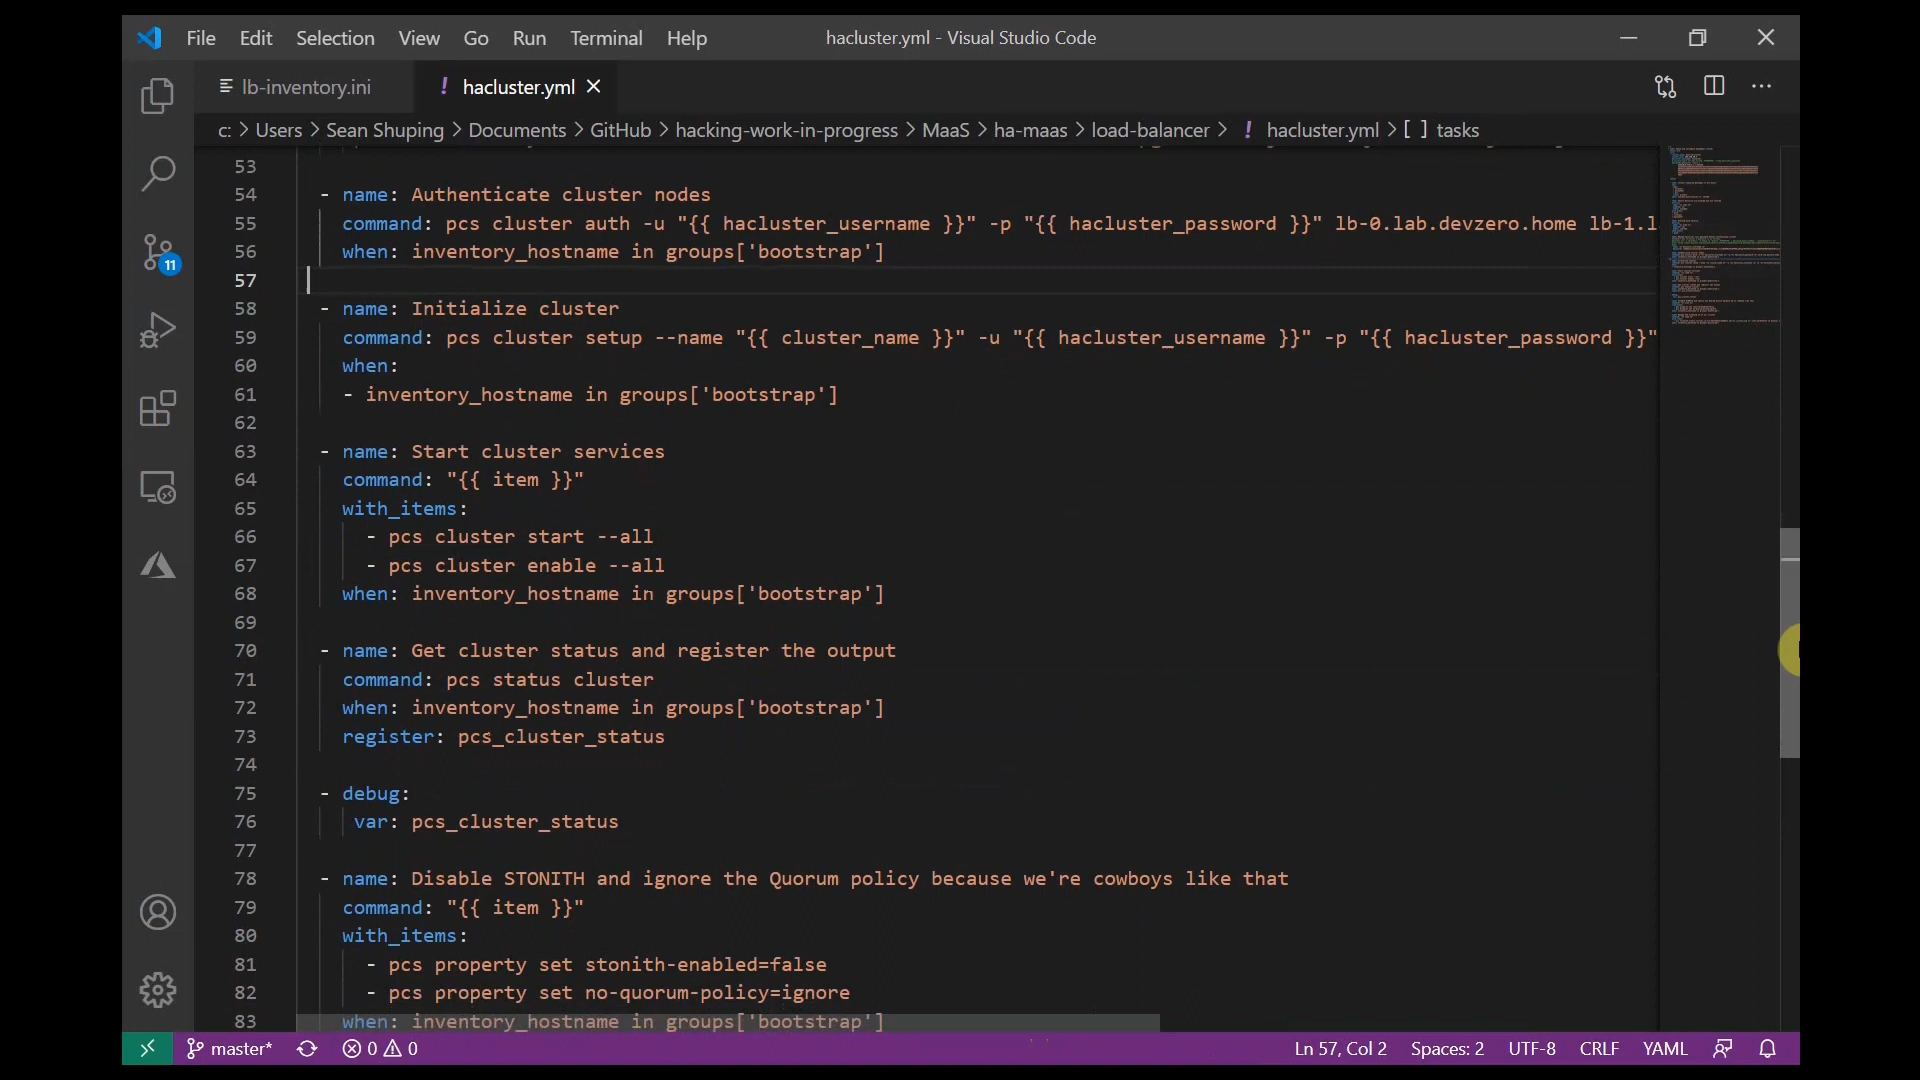 File Edit Selection View Go Run Terminal Help hacluster.yml - Visual Studio Code
lb-inventory.ini ! hacluster.yml
c: > Users > Sean Shuping > Documents > GitHub > hacking-work-in-progress > MaaS > ha-maas > load-balancer > ! hacluster.yml > [ ] tasks
53
54 - name: Authenticate cluster nodes
55 command: pcs cluster auth -u "{{ hacluster_username }}" -p "{{ hacluster_password }}" lb-0.lab.devzero.home lb-1.l
56 when: inventory_hostname in groups['bootstrap']
57
58 - name: Initialize cluster
59 command: pcs cluster setup --name "{{ cluster_name }}" -u "{{ hacluster_username }}" -p "{{ hacluster_password }}"
60 when:
61 - inventory_hostname in groups['bootstrap']
62
63 - name: Start cluster services
64 command: "{{ item }}"
65 with_items:
66 - pcs cluster start --all
67 - pcs cluster enable --all
68 when: inventory_hostname in groups['bootstrap']
69
70 - name: Get cluster status and register the output
71 command: pcs status cluster
72 when: inventory_hostname in groups['bootstrap']
73 register: pcs_cluster_status
74
75 - debug:
76 var: pcs_cluster_status
77
78 - name: Disable STONITH and ignore the Quorum policy because we're cowboys like that
79 command: "{{ item }}"
80 with_items:
81 - pcs property set stonith-enabled=false
82 - pcs property set no-quorum-policy=ignore
83 when: inventory_hostname in groups['bootstrap']
11
master* 0 0 Ln 57, Col 2 Spaces: 2 UTF-8 CRLF YAML